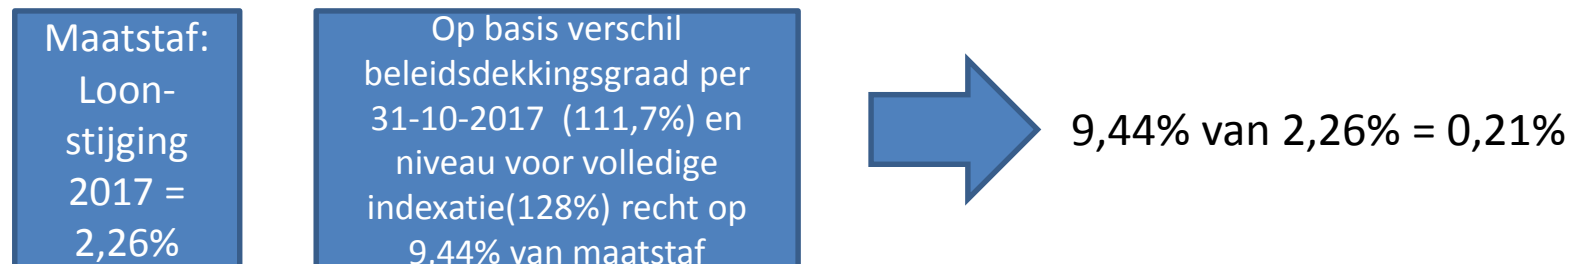 Maatstaf:
Loon-
stijging
2017 =
2,26%
Op basis verschil
beleidsdekkingsgraad per
31-10-2017 (111,7%) en
niveau voor volledige
indexatie(128%) recht op
9,44% van maatstaf
9,44% van 2,26% = 0,21%